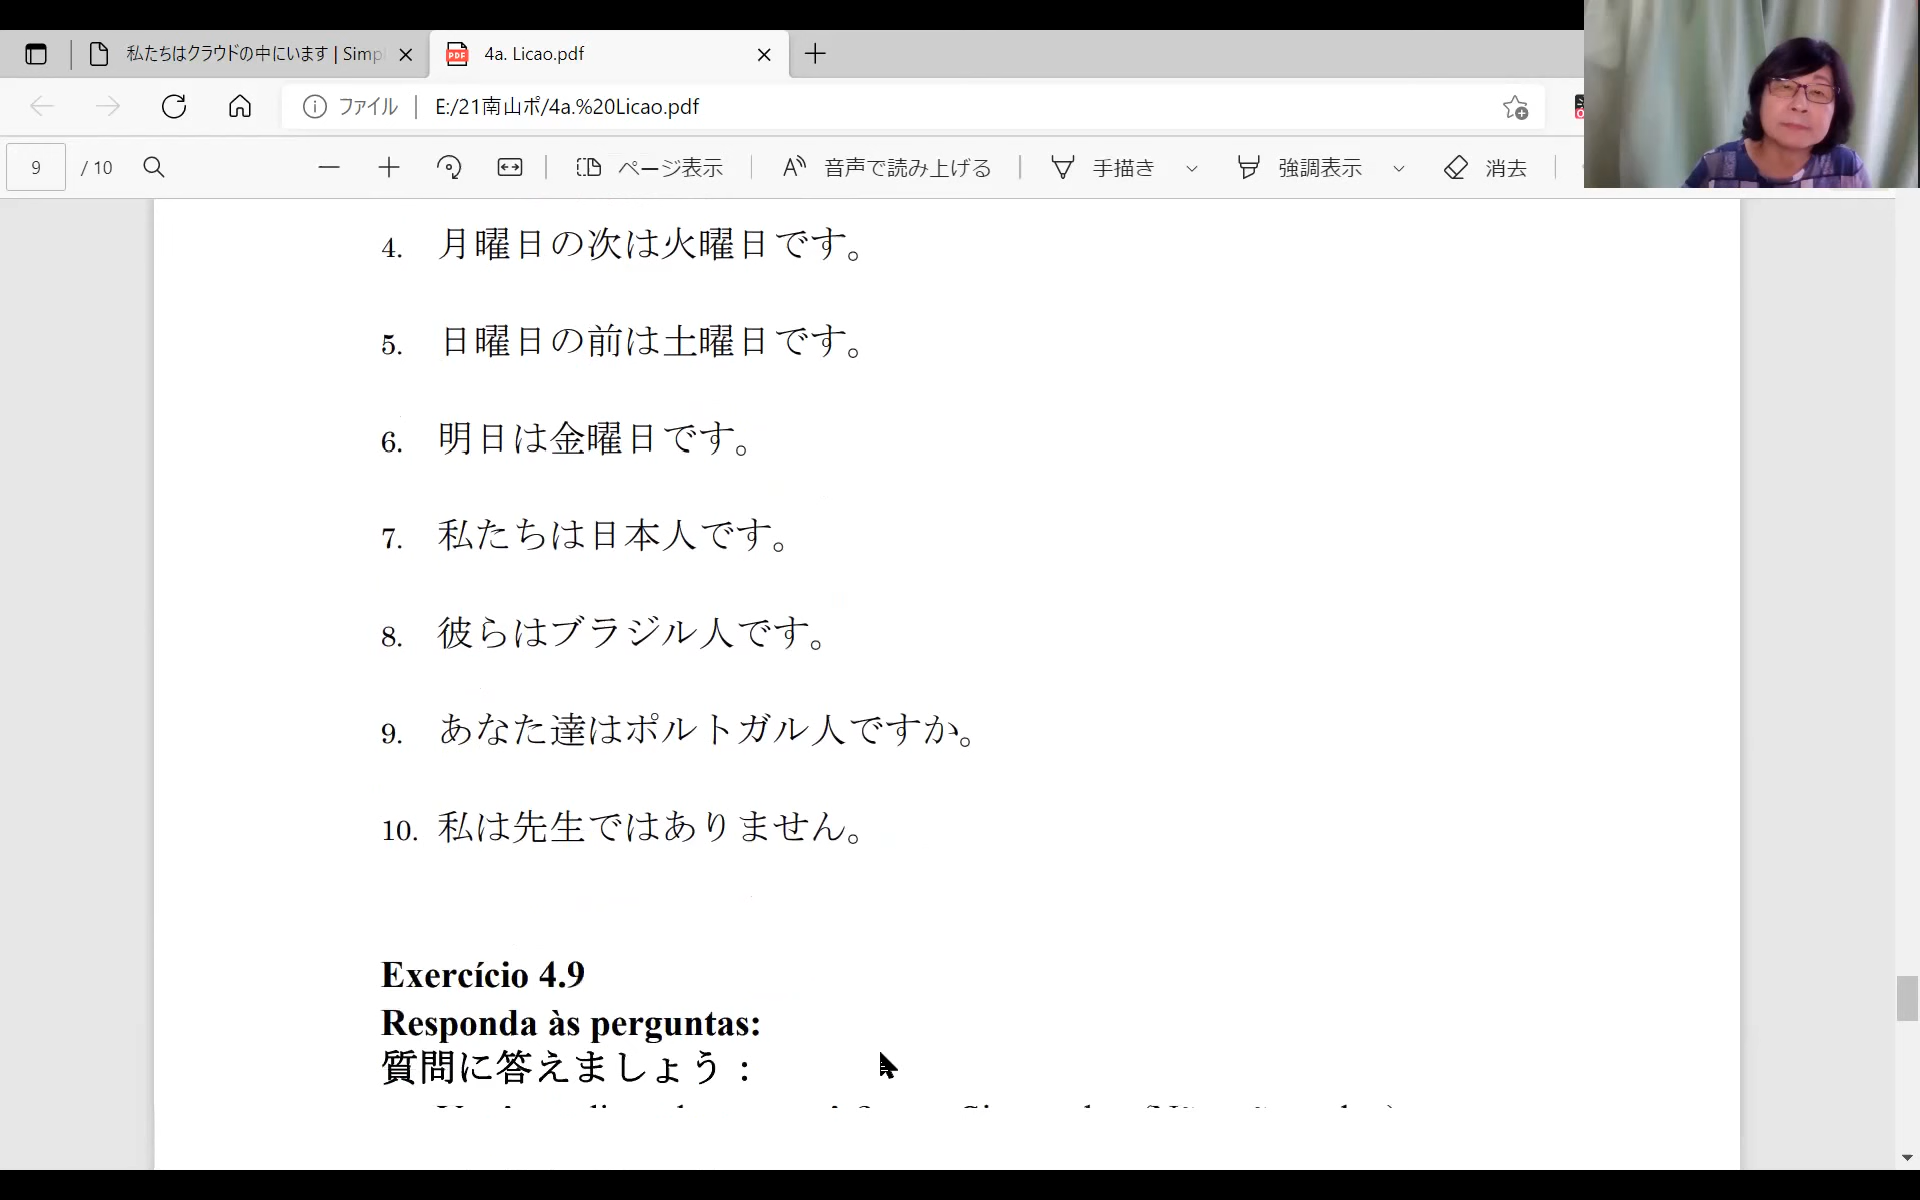 私たちはクラウドの中にいます | Simp
4a. Licao.pdf
ファイル
E:/21南山ポ/4a.%20Licao.pdf
9 / 10
ページ表示
音声で読み上げる
手描き
強調表示
消去
4. 月曜日の次は火曜日です。
5. 日曜日の前は土曜日です。
6. 明日は金曜日です。
7. 私たちは日本人です。
8. 彼らはブラジル人です。
9. あなた達はポルトガル人ですか。
10. 私は先生ではありません。
Exercício 4.9
Responda às perguntas:
質問に答えましょう：